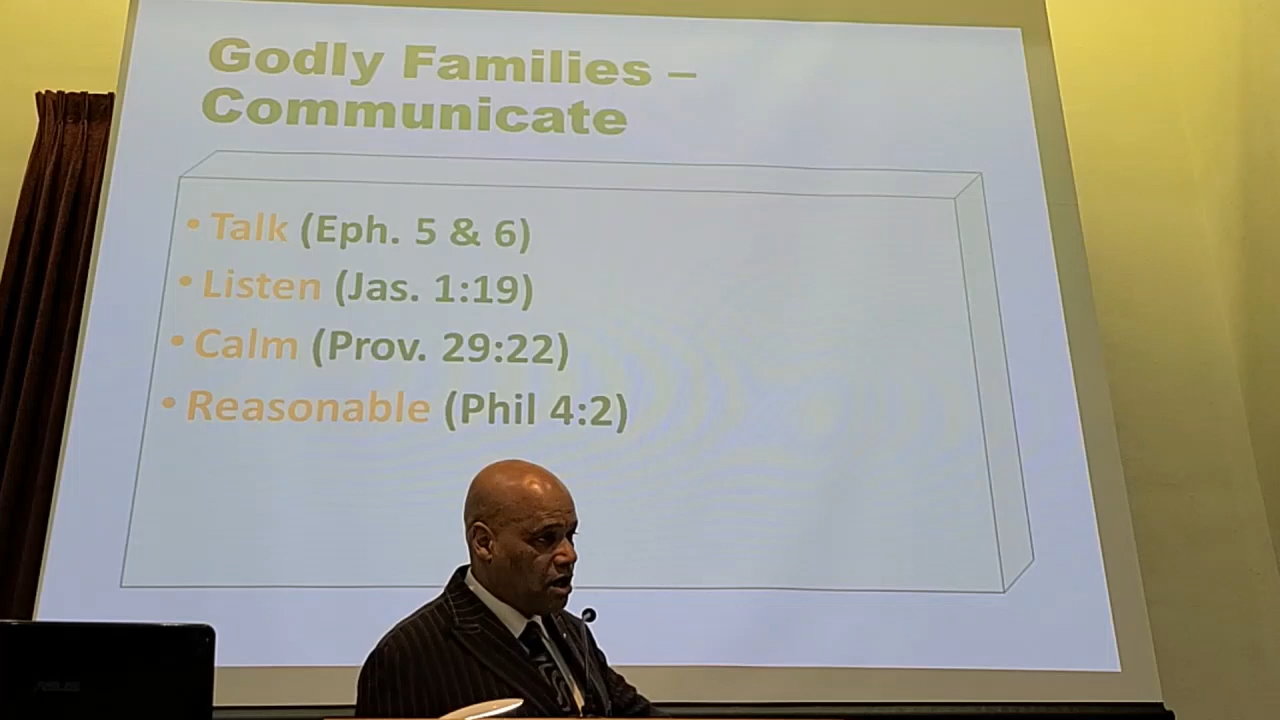 Godly Families –
Communicate
• Talk (Eph. 5 & 6)
• Listen (Jas. 1:19)
• Calm (Prov. 29:22)
• Reasonable (Phil 4:2)
ASUS